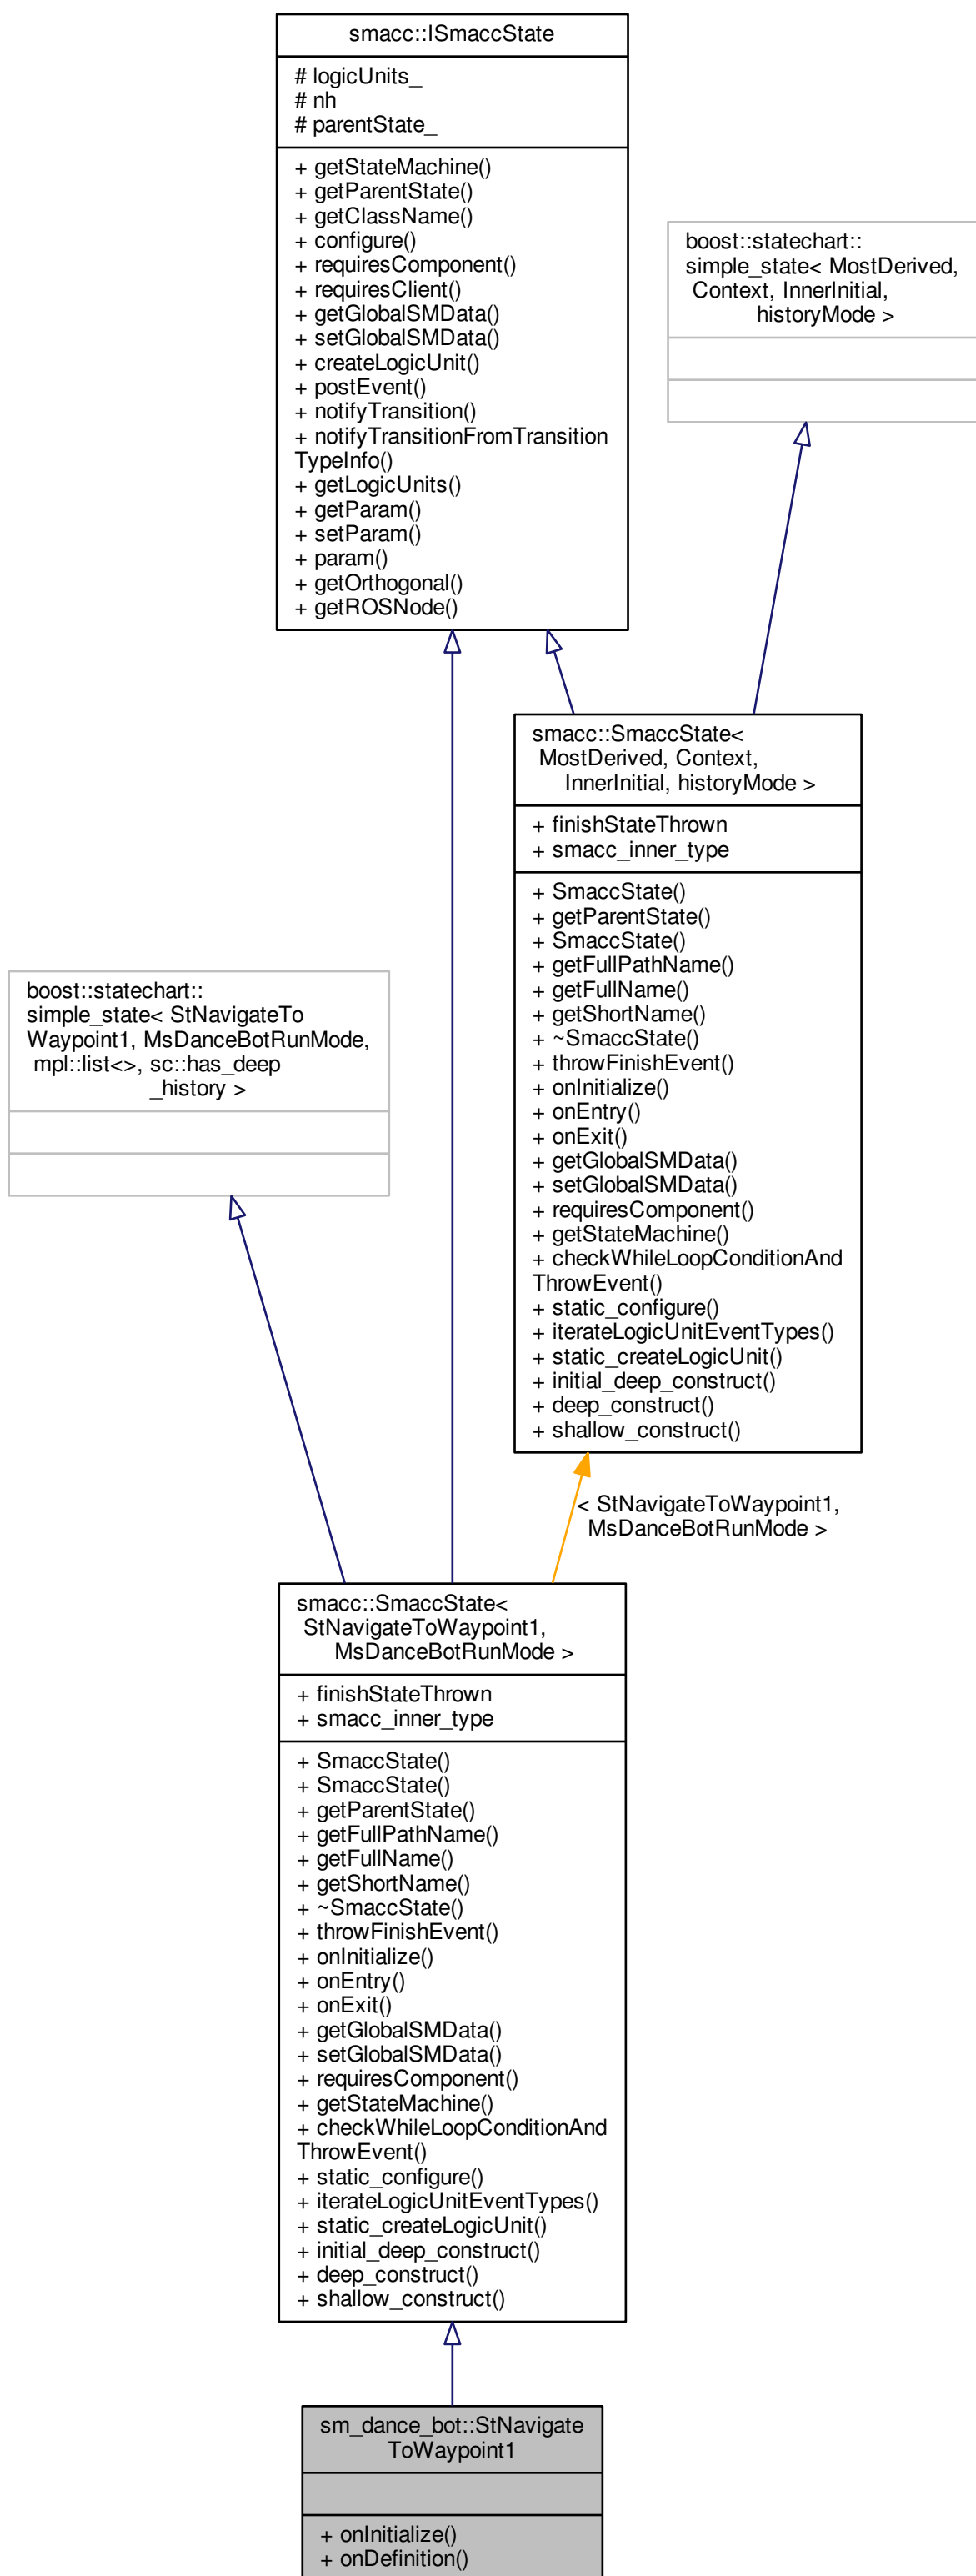 smacc::ISmaccState
# logicUnits_
# nh
# parentState_
+ getStateMachine()
+ getParentState()
+ getClassName()
+ configure()
+ requiresComponent()
+ requiresClient()
+ getGlobalSMData()
+ setGlobalSMData()
+ createLogicUnit()
+ postEvent()
+ notifyTransition()
+ notifyTransitionFromTransition
TypeInfo()
+ getLogicUnits()
+ getParam()
+ setParam()
+ param()
+ getOrthogonal()
+ getROSNode()
boost::statechart::
simple_state< MostDerived,
Context, InnerInitial,
historyMode >
smacc::SmaccState<
MostDerived, Context,
InnerInitial, historyMode >
+ finishStateThrown
+ smacc_inner_type
+ SmaccState()
+ getParentState()
+ SmaccState()
+ getFullPathName()
+ getFullName()
+ getShortName()
+ ~SmaccState()
+ throwFinishEvent()
+ onInitialize()
+ onEntry()
+ onExit()
+ getGlobalSMData()
+ setGlobalSMData()
+ requiresComponent()
+ getStateMachine()
+ checkWhileLoopConditionAnd
ThrowEvent()
+ static_configure()
+ iterateLogicUnitEventTypes()
+ static_createLogicUnit()
+ initial_deep_construct()
+ deep_construct()
+ shallow_construct()
boost::statechart::
simple_state< StNavigateTo
Waypoint1, MsDanceBotRunMode,
mpl::list<>, sc::has_deep
_history >
< StNavigateToWaypoint1,
MsDanceBotRunMode >
smacc::SmaccState<
StNavigateToWaypoint1,
MsDanceBotRunMode >
+ finishStateThrown
+ smacc_inner_type
+ SmaccState()
+ SmaccState()
+ getParentState()
+ getFullPathName()
+ getFullName()
+ getShortName()
+ ~SmaccState()
+ throwFinishEvent()
+ onInitialize()
+ onEntry()
+ onExit()
+ getGlobalSMData()
+ setGlobalSMData()
+ requiresComponent()
+ getStateMachine()
+ checkWhileLoopConditionAnd
ThrowEvent()
+ static_configure()
+ iterateLogicUnitEventTypes()
+ static_createLogicUnit()
+ initial_deep_construct()
+ deep_construct()
+ shallow_construct()
sm_dance_bot::StNavigate
ToWaypoint1
+ onInitialize()
+ onDefinition()